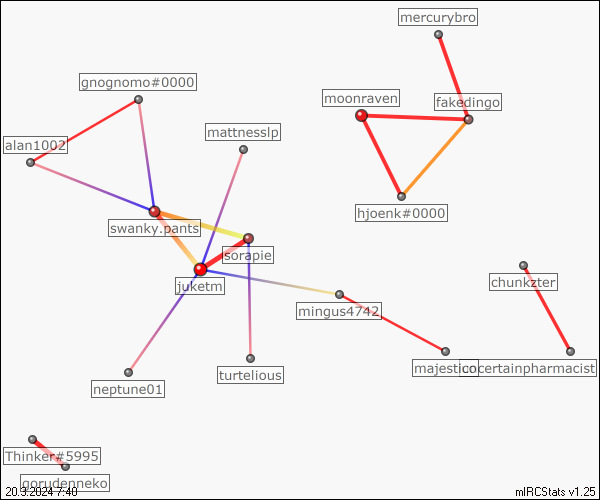 mercurybro
gnognomo#0000
moonraven
fakedingo
mattnesslp
alan1002
hjoenk#0000
swanky.pants
sorapie
juketm
chunkzter
mingus4742
majestico
certainpharmacist
turtelious
neptune01
Thinker#5995
gorudenneko
20.3.2024 7:40
mIRCStats v1.25